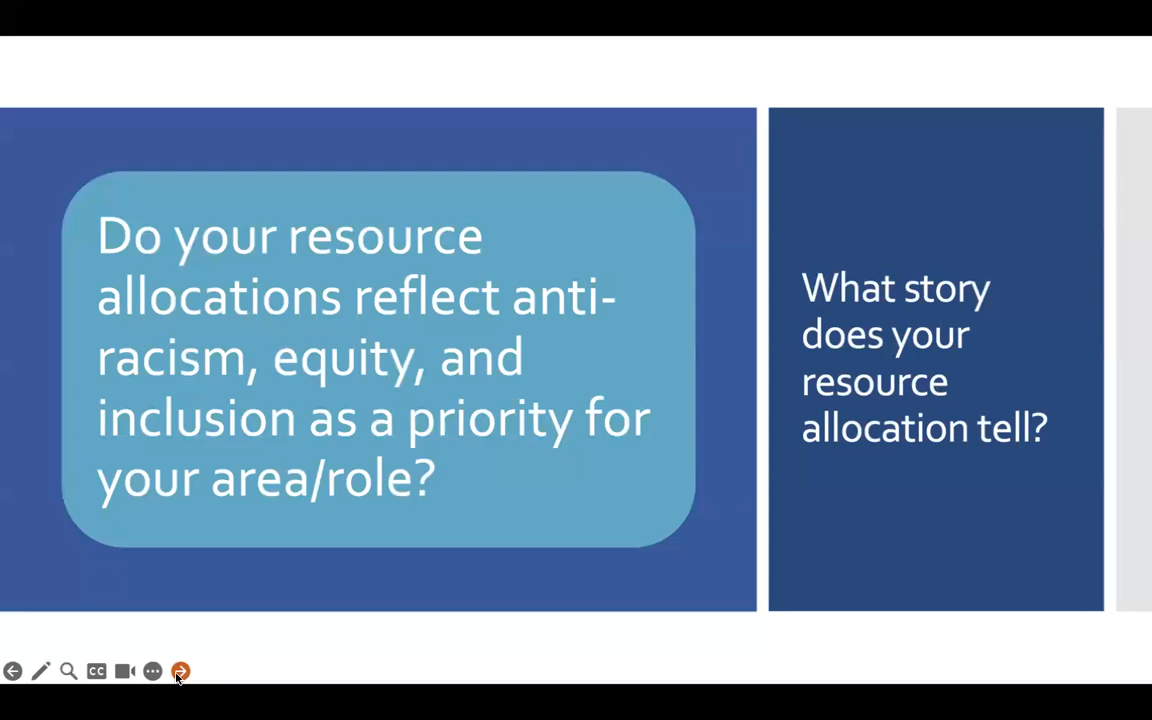 Do your resource
allocations reflect anti-
racism, equity, and
inclusion as a priority for
your area/role?
What story
does your
resource
allocation tell?
CC